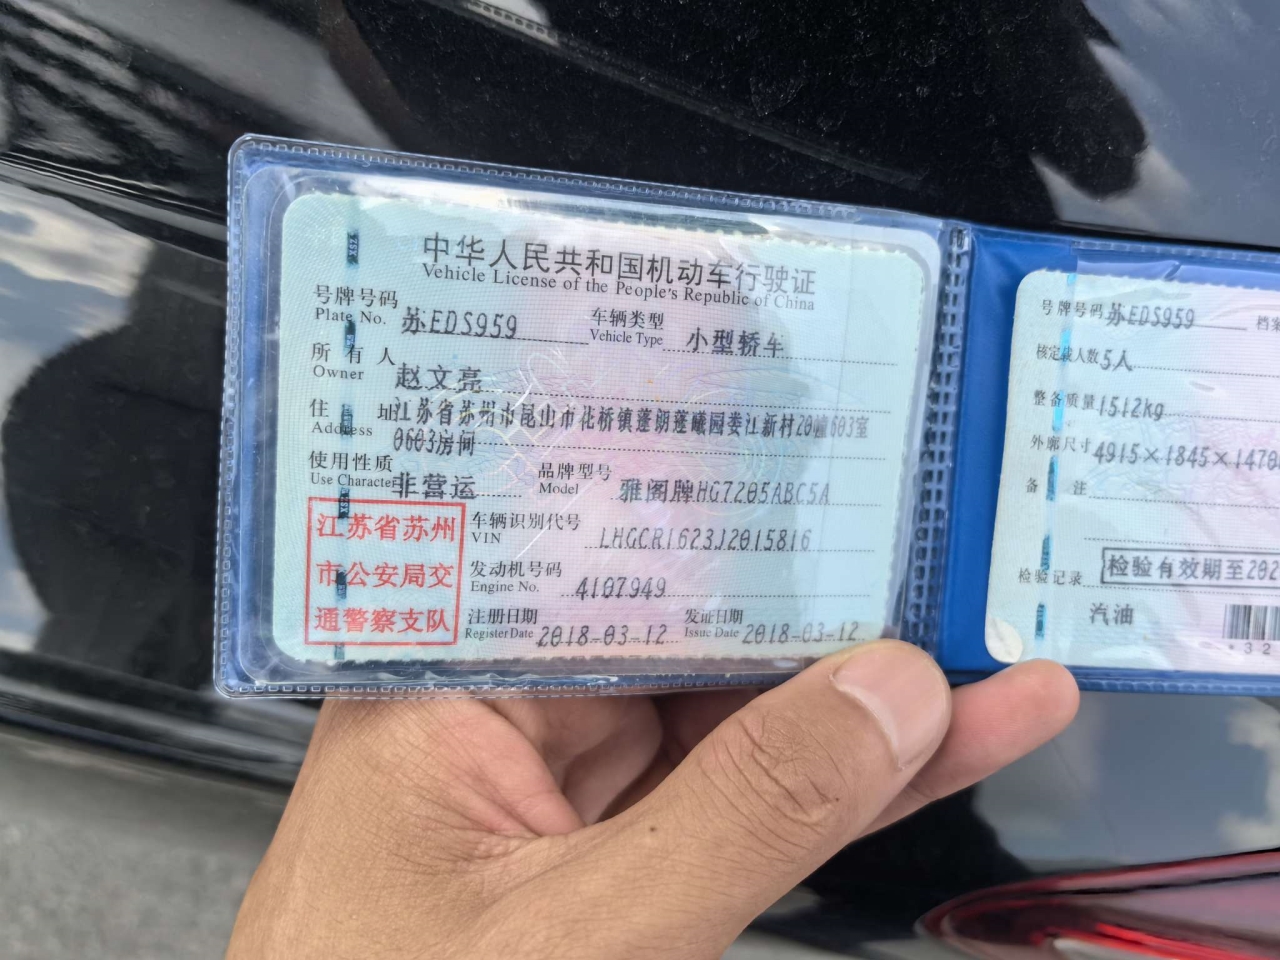 中华人民共和国机动车行驶证
Vehicle License of the People's Republic of China
号牌号码 苏EDS959 车辆类型 小型轿车
Plate No. Vehicle Type
所有人 赵文亮
Owner
住址 江苏省苏州市昆山市花桥镇蓬朗蓬曦园娄江新村20幢603室
Address 0603房间
使用性质 非营运 品牌型号 雅阁牌HG7205ABC5A
Use Character Model
江苏省苏州
市公安局交
通警察支队
车辆识别代号 LHGCR1623J2015816
VIN
发动机号码 4107949
Engine No.
注册日期 2018-03-12 发证日期 2018-03-12
Register Date Issue Date
号牌号码 苏EDS959 档案
核定载人数 5人
整备质量 1512kg
外廓尺寸 4915×1845×1470
备注
检验记录 检验有效期至202
汽油
*32